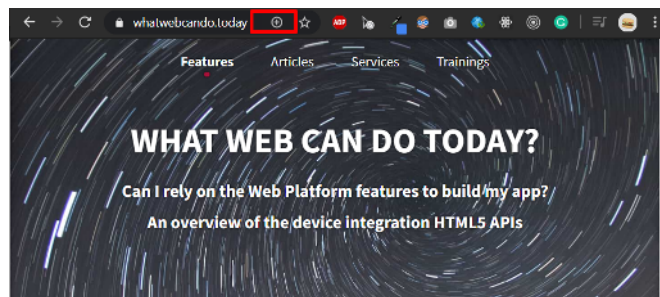 whatwebcando.today
ABP
Features Articles Services Trainings
WHAT WEB CAN DO TODAY?
Can I rely on the Web Platform features to build my app?
An overview of the device integration HTML5 APIs